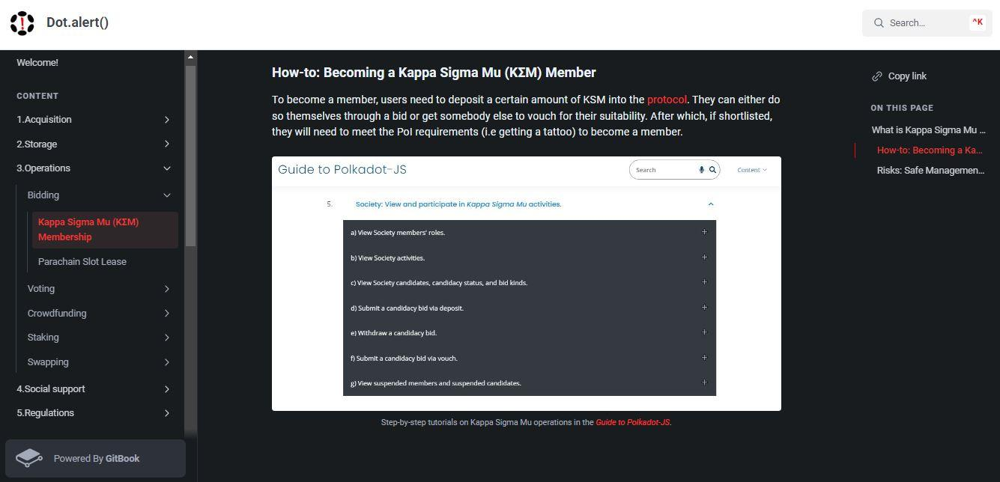 Dot.alert()
Search...
^K
Welcome!
CONTENT
1.Acquisition
2.Storage
3.Operations
Bidding
Kappa Sigma Mu (KΣM)
Membership
Parachain Slot Lease
Voting
Crowdfunding
Staking
Swapping
4.Social support
5.Regulations
Powered By GitBook
How-to: Becoming a Kappa Sigma Mu (KΣM) Member
To become a member, users need to deposit a certain amount of KSM into the protocol. They can either do
so themselves through a bid or get somebody else to vouch for their suitability. After which, if shortlisted,
they will need to meet the PoI requirements (i.e getting a tattoo) to become a member.
Guide to Polkadot-JS
Search
Content
5. Society: View and participate in Kappa Sigma Mu activities.
a) View Society members' roles.
b) View Society activities.
c) View Society candidates, candidacy status, and bid kinds.
d) Submit a candidacy bid via deposit.
e) Withdraw a candidacy bid.
f) Submit a candidacy bid via vouch.
g) View suspended members and suspended candidates.
Step-by-step tutorials on Kappa Sigma Mu operations in the Guide to Polkadot-JS.
Copy link
ON THIS PAGE
What is Kappa Sigma Mu ...
How-to: Becoming a Ka...
Risks: Safe Managemen...